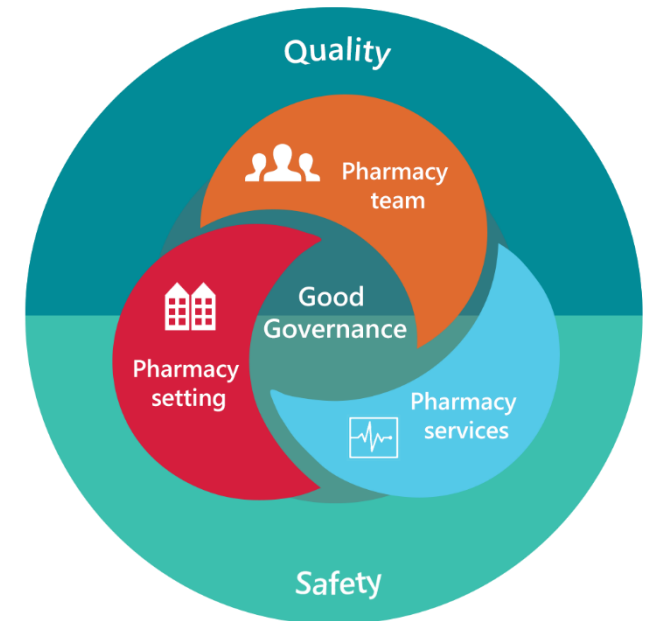 Quality
Pharmacy
team
Good
Governance
Pharmacy
setting
Pharmacy
services
Safety